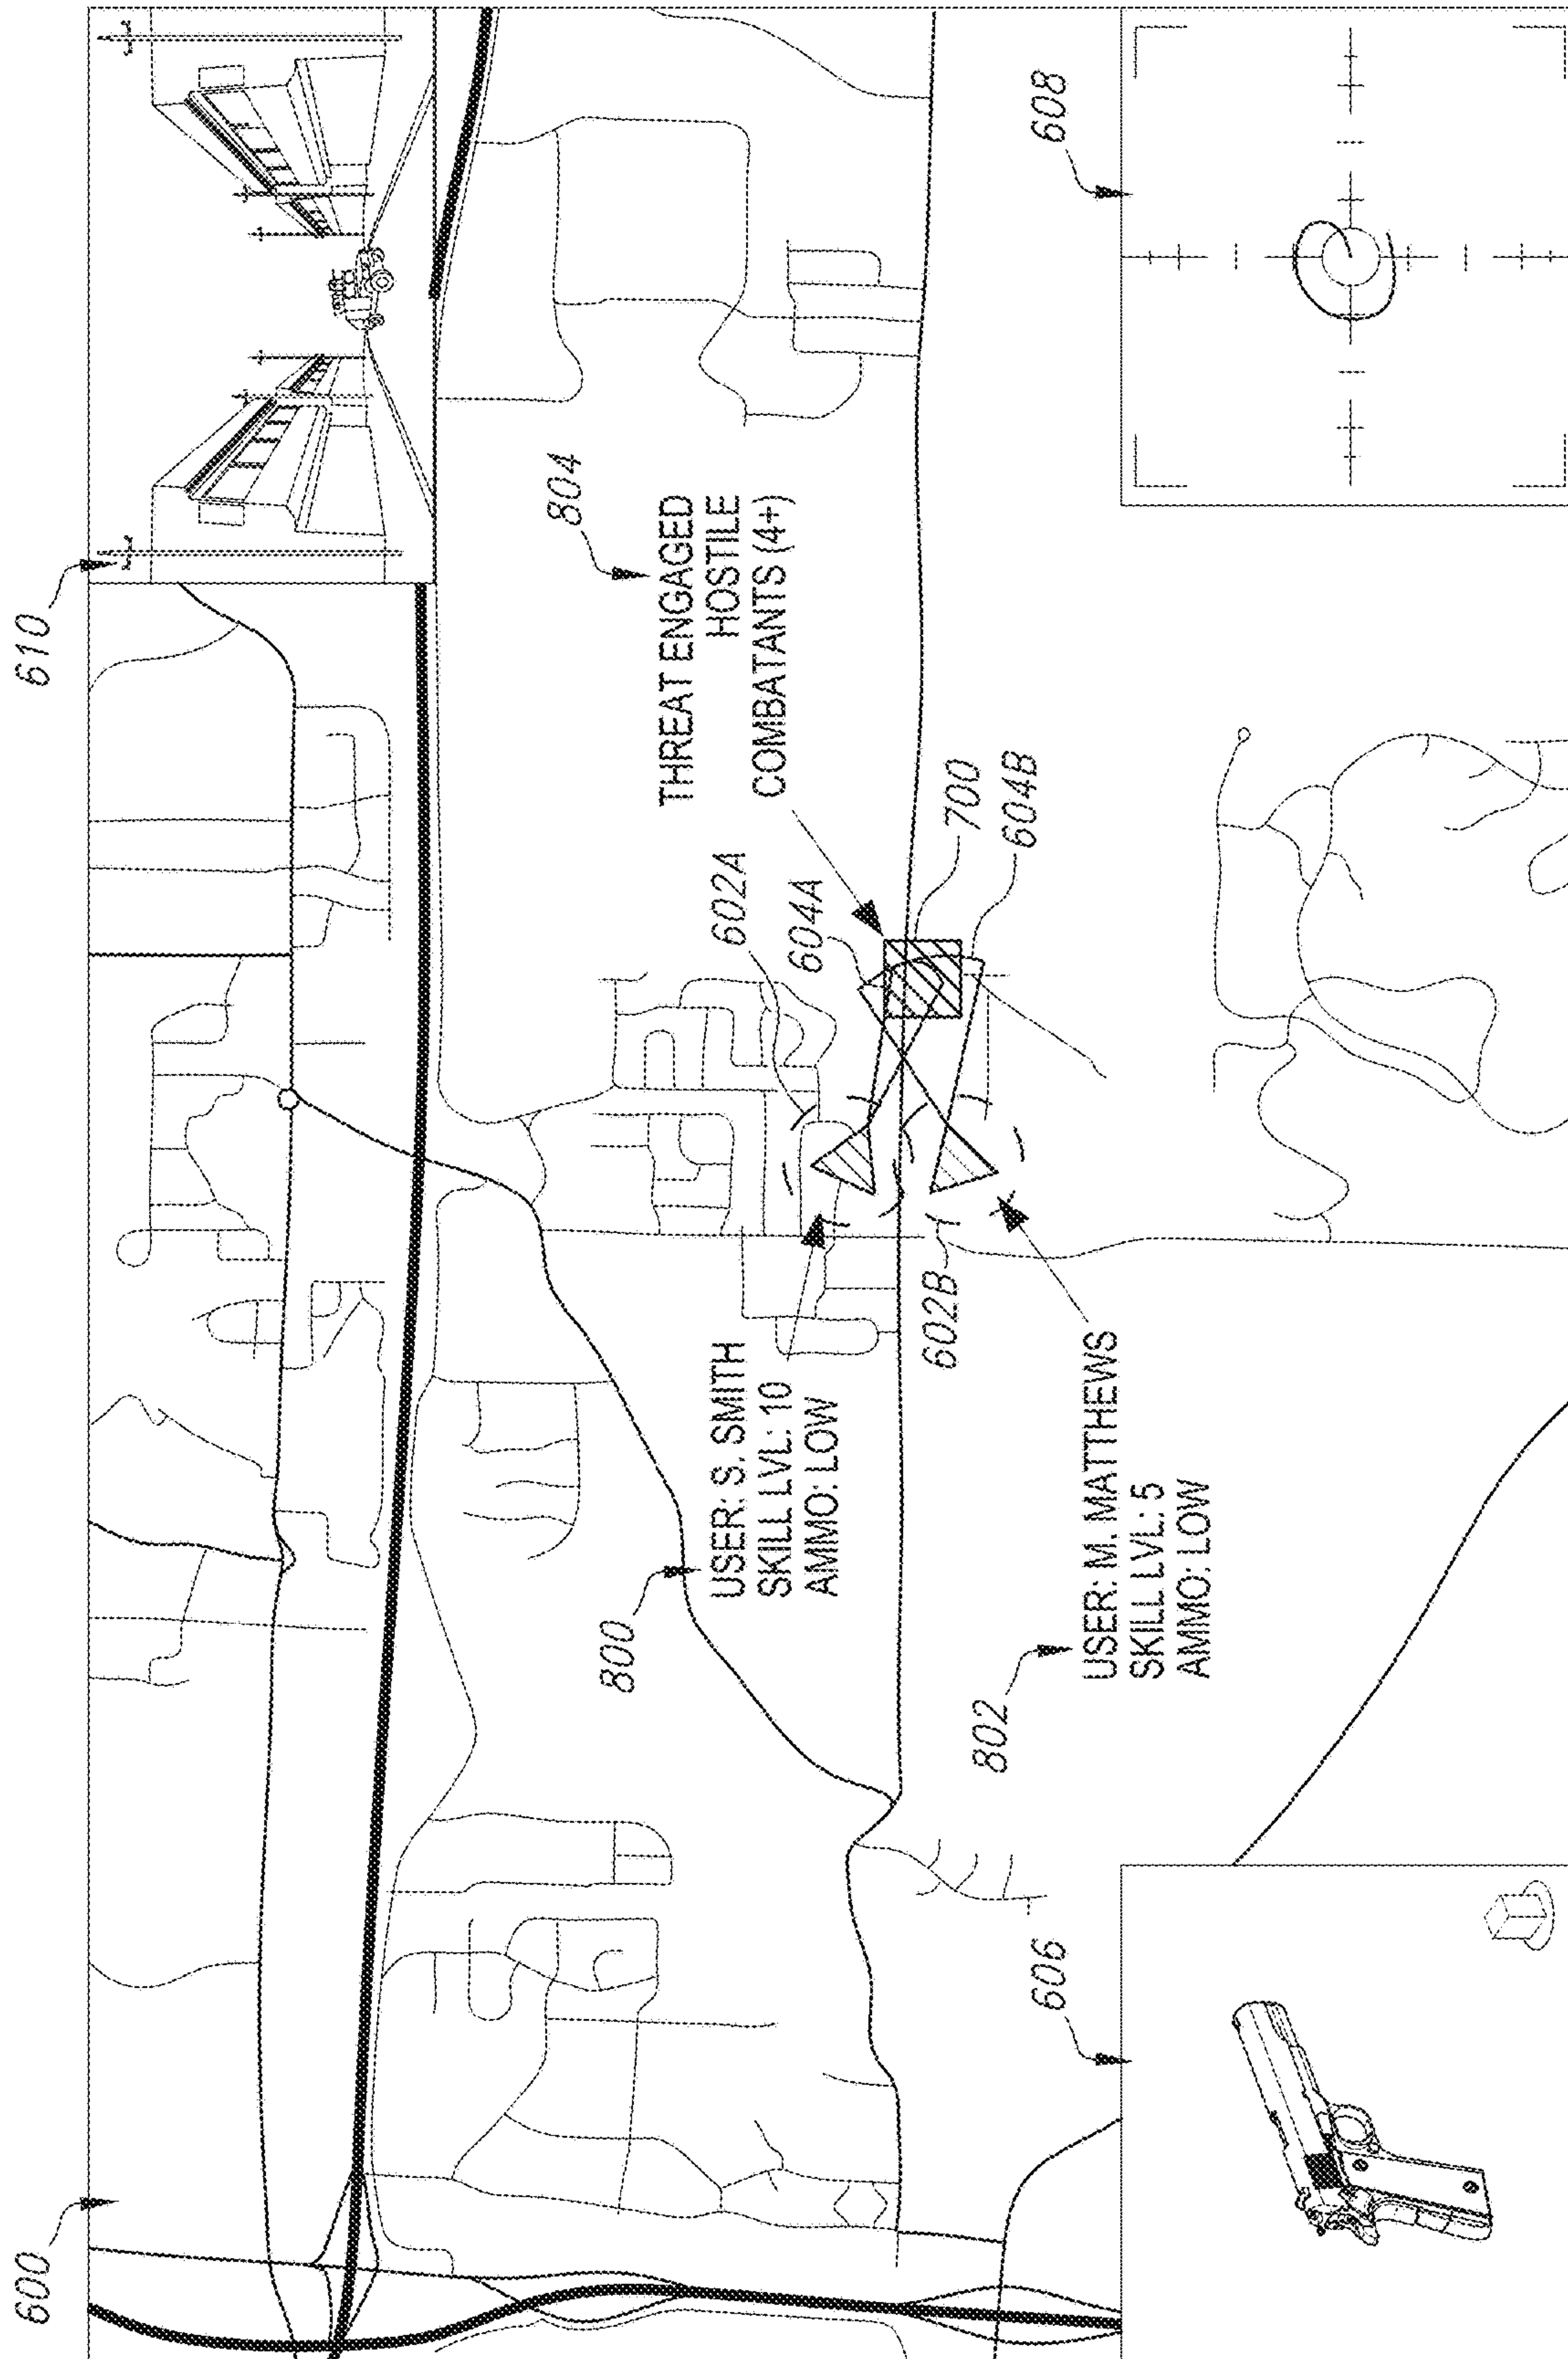 600
610
804
THREAT ENGAGED
HOSTILE
COMBATANTS (4+)
602A
604A
700
604B
800
USER: S. SMITH
SKILL LVL: 10
AMMO: LOW
602B
802
USER: M. MATTHEWS
SKILL LVL: 5
AMMO: LOW
606
608